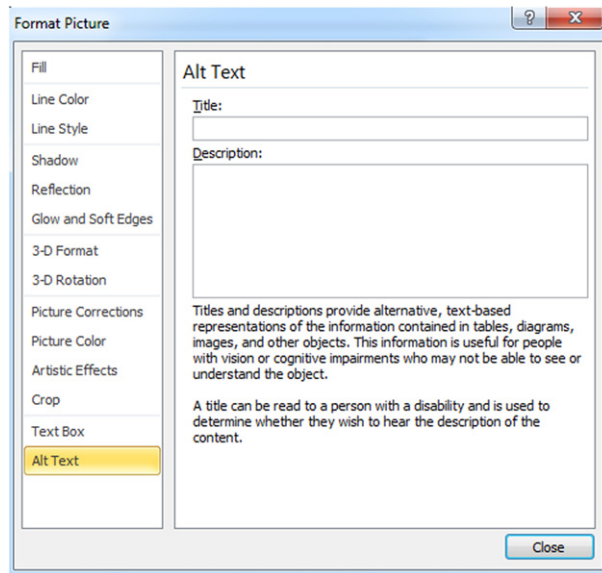 Format Picture
?
X
Fill
Line Color
Line Style
Shadow
Reflection
Glow and Soft Edges
3-D Format
3-D Rotation
Picture Corrections
Picture Color
Artistic Effects
Crop
Text Box
Alt Text
Alt Text
Title:
Description:
Titles and descriptions provide alternative, text-based
representations of the information contained in tables, diagrams,
images, and other objects. This information is useful for people
with vision or cognitive impairments who may not be able to see or
understand the object.
A title can be read to a person with a disability and is used to
determine whether they wish to hear the description of the
content.
Close